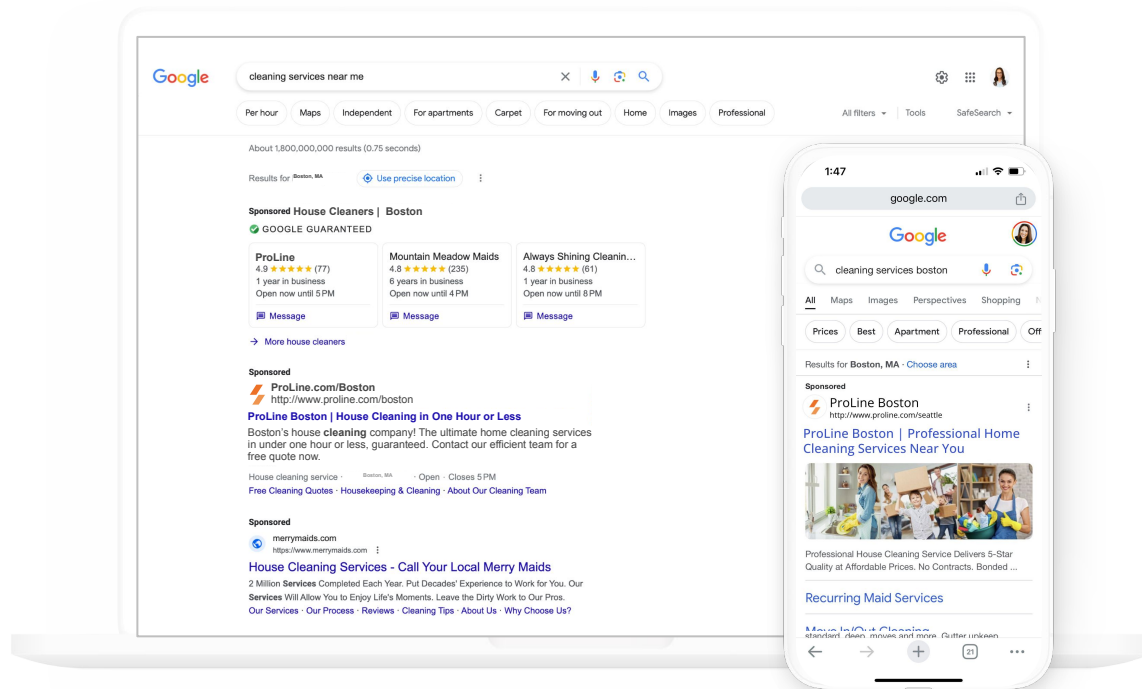 Google
cleaning services near me
Per hour Maps Independent For apartments Carpet For moving out Home Images Professional All filters Tools SafeSearch
About 1,800,000,000 results (0.75 seconds)
Results for Boston, MA Use precise location
Sponsored House Cleaners | Boston
GOOGLE GUARANTEED
ProLine
4.9 ★★★★★ (77)
1 year in business
Open now until 5 PM
Message
Mountain Meadow Maids
4.8 ★★★★★ (235)
6 years in business
Open now until 4 PM
Message
Always Shining Cleanin...
4.8 ★★★★★ (61)
1 year in business
Open now until 8 PM
Message
→ More house cleaners
Sponsored
ProLine.com/Boston
http://www.proline.com/boston
ProLine Boston | House Cleaning in One Hour or Less
Boston's house cleaning company! The ultimate home cleaning services
in under one hour or less, guaranteed. Contact our efficient team for a
free quote now.
House cleaning service · Boston, MA · Open · Closes 5 PM
Free Cleaning Quotes · Housekeeping & Cleaning · About Our Cleaning Team
Sponsored
merrymaids.com
https://www.merrymaids.com
House Cleaning Services - Call Your Local Merry Maids
2 Million Services Completed Each Year. Put Decades' Experience to Work for You. Our
Services Will Allow You to Enjoy Life's Moments. Leave the Dirty Work to Our Pros.
Our Services · Our Process · Reviews · Cleaning Tips · About Us · Why Choose Us?
1:47
google.com
Google
cleaning services boston
All Maps Images Perspectives Shopping
Prices Best Apartment Professional Off
Results for Boston, MA · Choose area
Sponsored
ProLine Boston
http://www.proline.com/seattle
ProLine Boston | Professional Home
Cleaning Services Near You
Professional House Cleaning Service Delivers 5-Star
Quality at Affordable Prices. No Contracts. Bonded ...
Recurring Maid Services
Move In/Out Cleaning
standard, deep, moves and more. Gutter upkeep
21